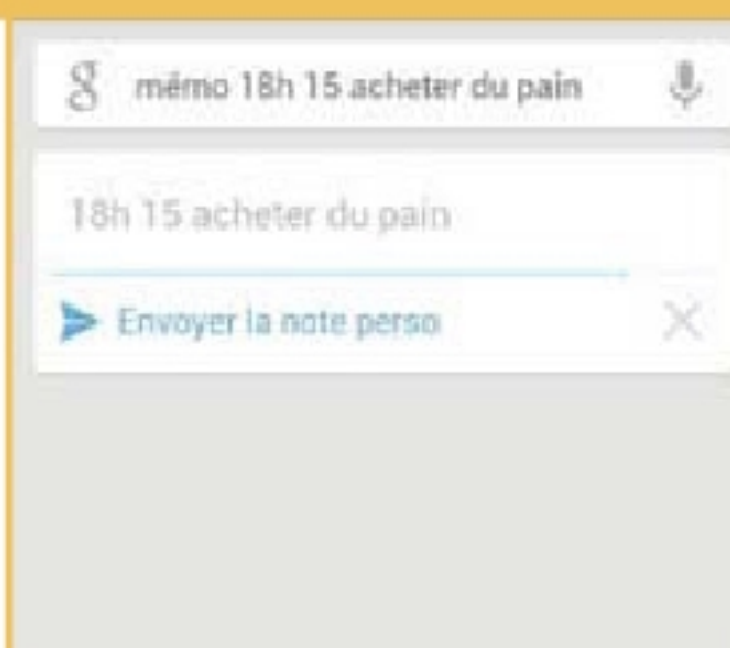 g mémo 18h 15 acheter du pain
18h 15 acheter du pain
Envoyer la note perso